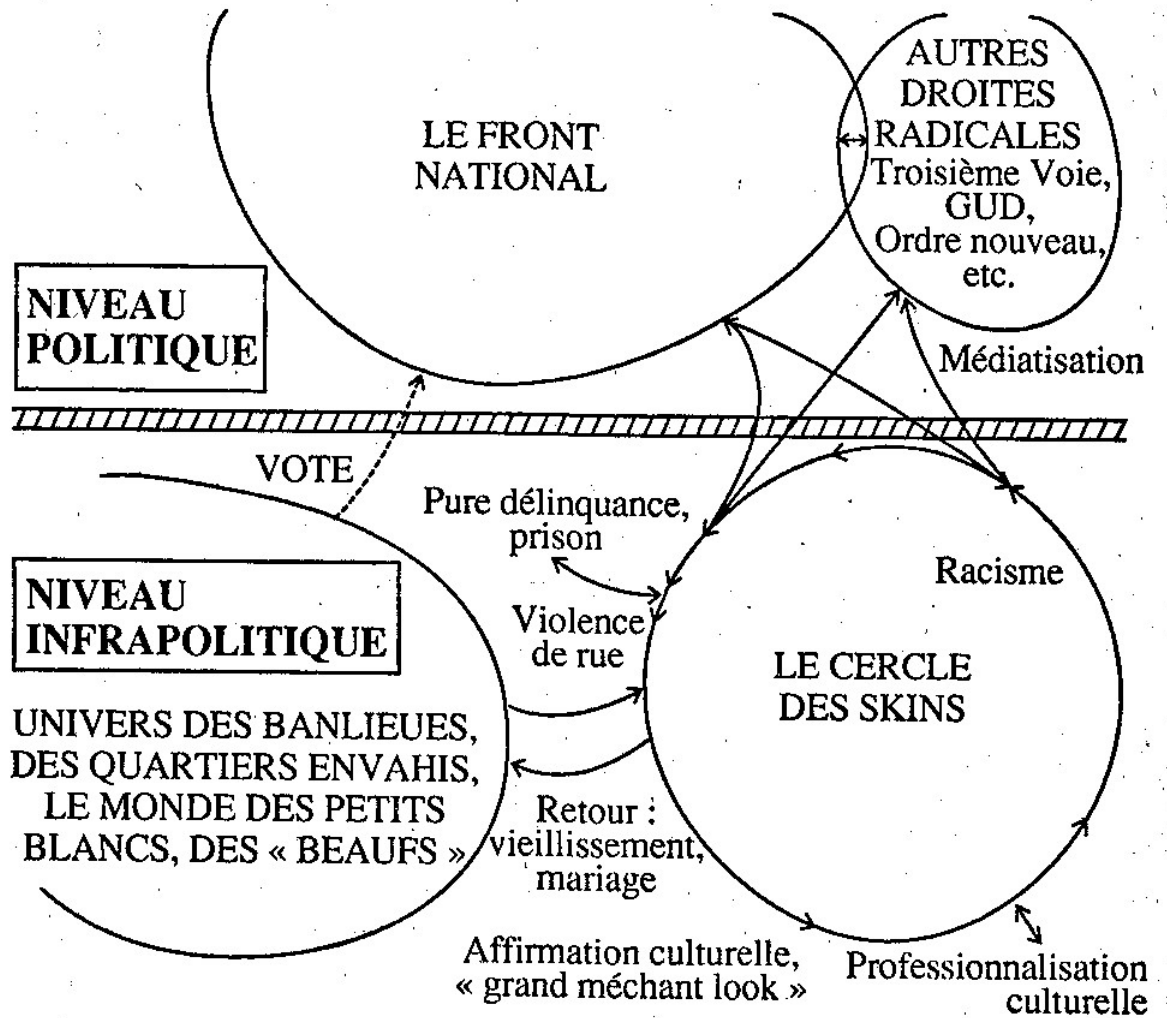 LE FRONT
NATIONAL
AUTRES
DROITES
RADICALES
Troisième Voie,
GUD,
Ordre nouveau,
etc.
NIVEAU
POLITIQUE
Médiatisation
VOTE
Pure délinquance,
prison
Racisme
NIVEAU
INFRAPOLITIQUE
Violence
de rue
LE CERCLE
DES SKINS
UNIVERS DES BANLIEUES,
DES QUARTIERS ENVAHIS,
LE MONDE DES PETITS
BLANCS, DES « BEAUFS »
Retour :
vieillissement,
mariage
Affirmation culturelle,
« grand méchant look »
Professionnalisation
culturelle